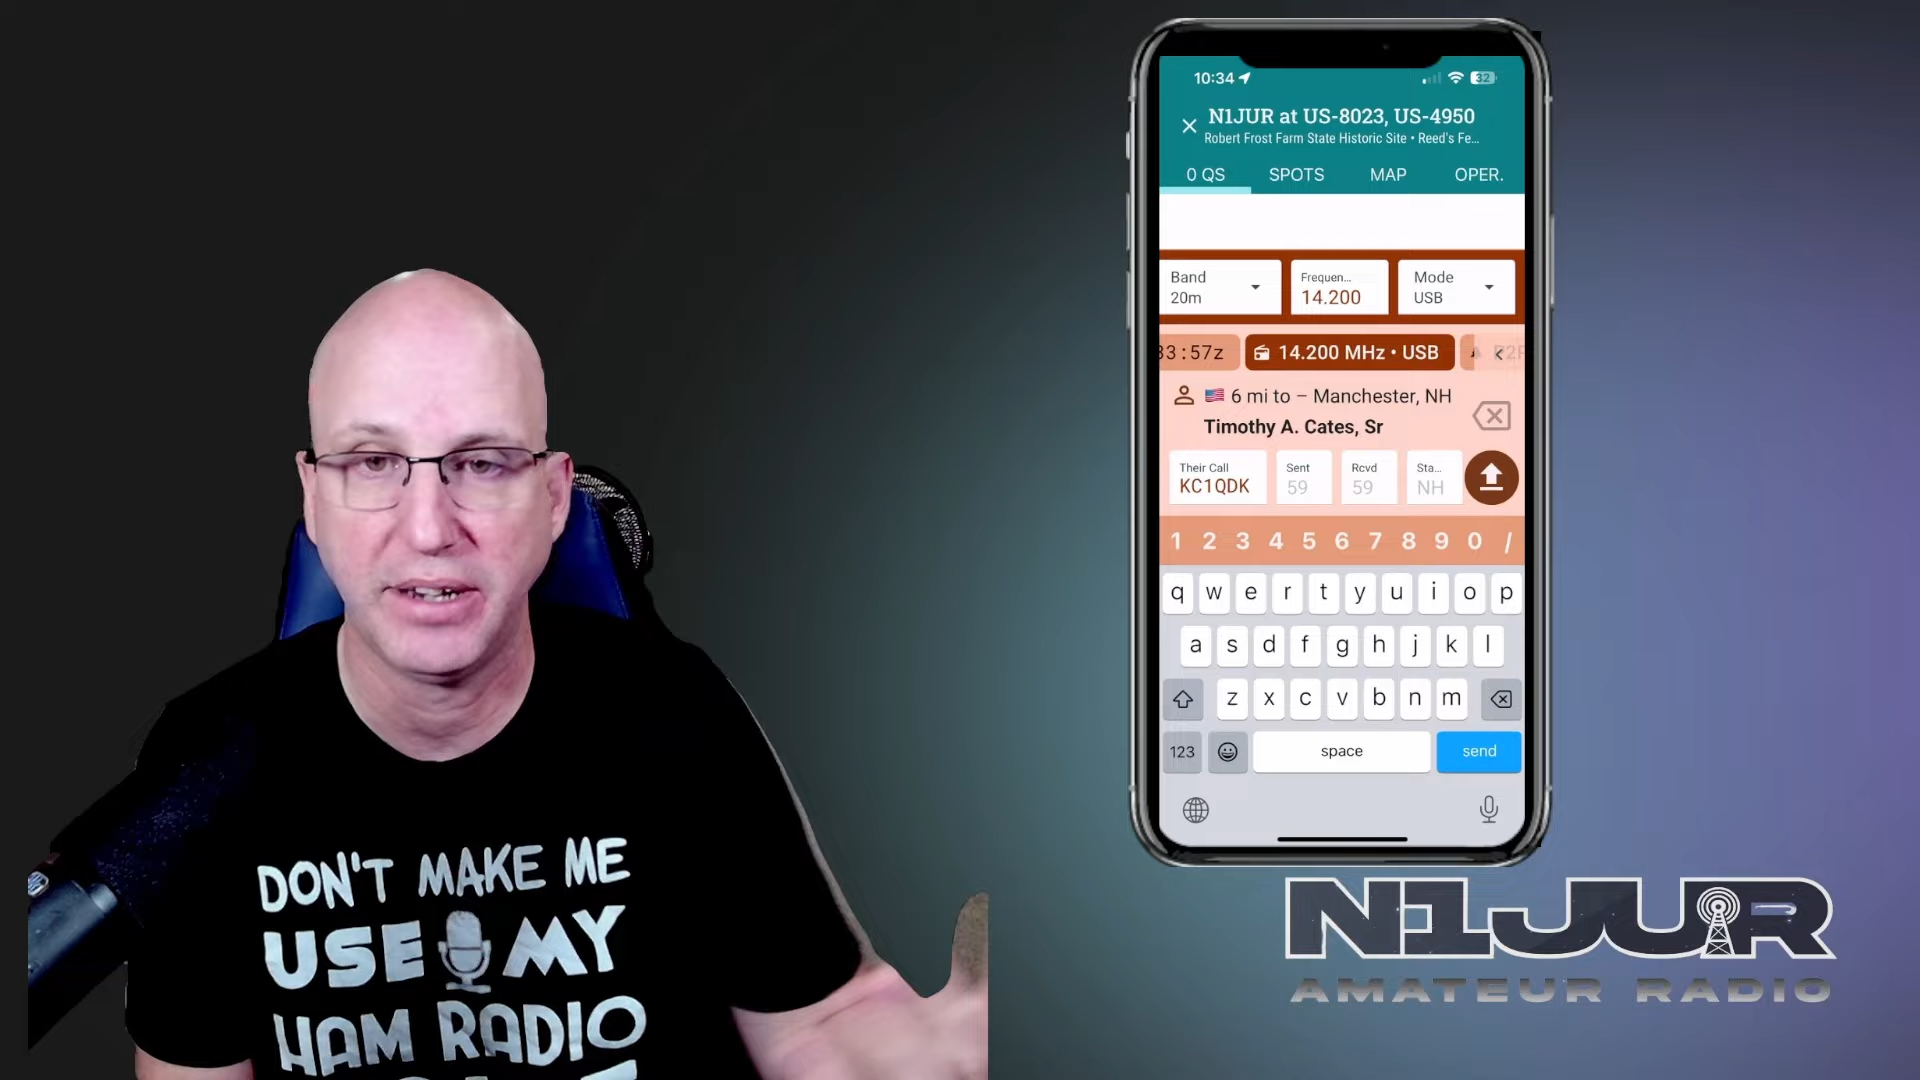 10:34
32
N1JUR at US-8023, US-4950
Robert Frost Farm State Historic Site • Reed's Fe...
0 QS SPOTS MAP OPER.
Band
20m
Frequen...
14.200
Mode
USB
33:57z
14.200 MHz • USB
6 mi to – Manchester, NH
Timothy A. Cates, Sr
Their Call
KC1QDK
Sent
59
Rcvd
59
Sta...
NH
1 2 3 4 5 6 7 8 9 0 /
q w e r t y u i o p
a s d f g h j k l
z x c v b n m
123 space send
DON'T MAKE ME
USE MY
HAM RADIO
N1JUR
AMATEUR RADIO